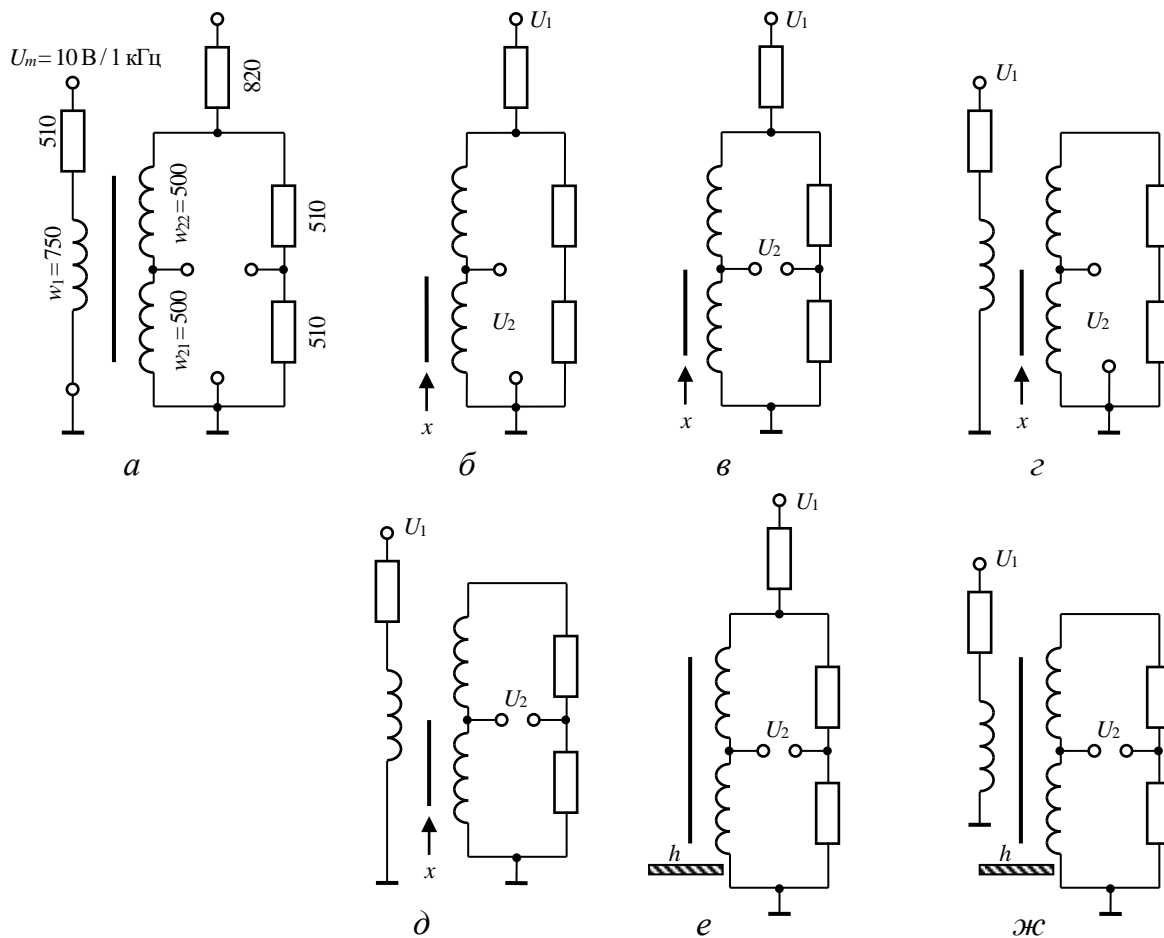 U₁
U₁
Uₘ = 10 В / 1 кГц
820
U₁
510
w₂₂ = 500
510
w₁ = 750
U₂
w₂₁ = 500
510
U₂
U₂
x
x
x
а
б
в
г
U₁
U₁
U₁
U₂
U₂
U₂
x
h
h
д
е
ж